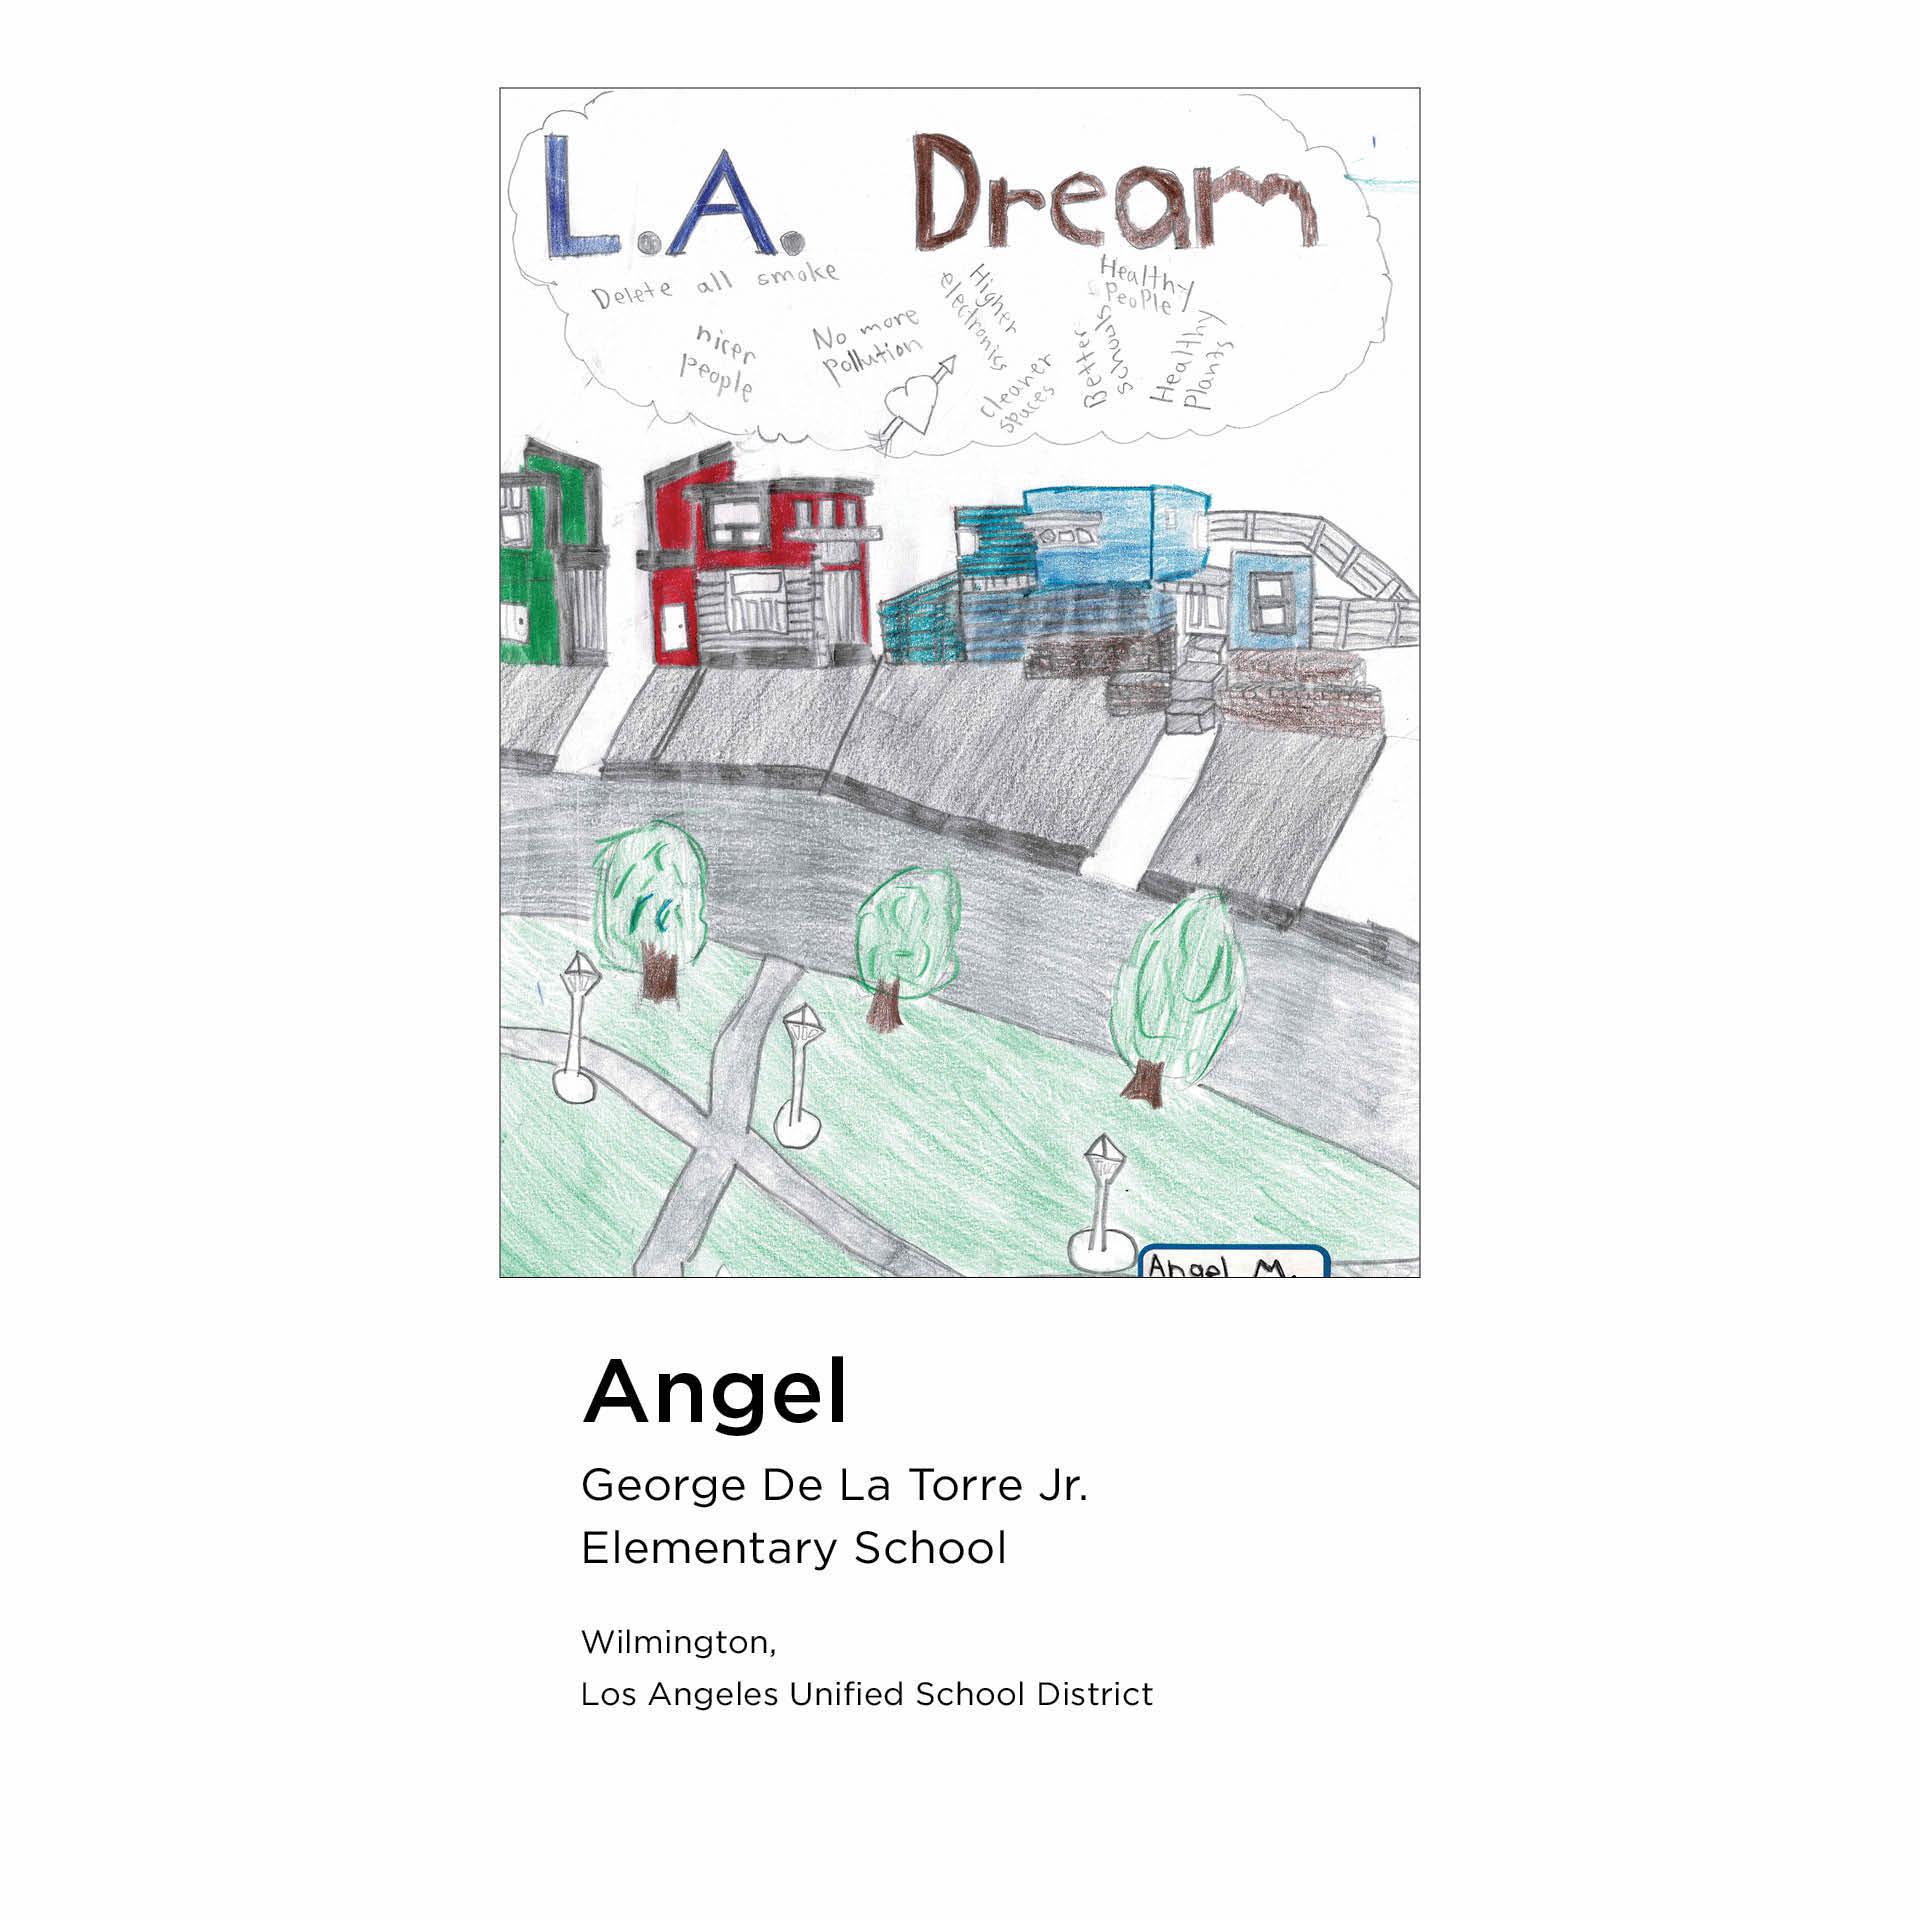 L.A. Dream
Delete all smoke
nicer
people
No more
pollution
Higher
electronics
cleaner
spaces
Healthy
PeoPle
Better
schools
Healthy
Plants
Angel M.
Angel
George De La Torre Jr.
Elementary School
Wilmington,
Los Angeles Unified School District